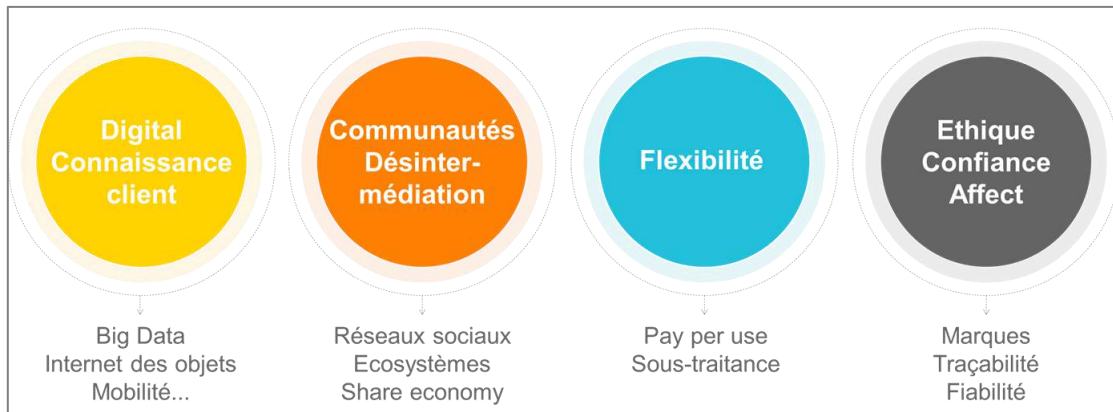 Digital
Connaissance
client
Communautés
Désinter-
médiation
Flexibilité
Ethique
Confiance
Affect
Big Data
Internet des objets
Mobilité...
Réseaux sociaux
Ecosystèmes
Share economy
Pay per use
Sous-traitance
Marques
Traçabilité
Fiabilité